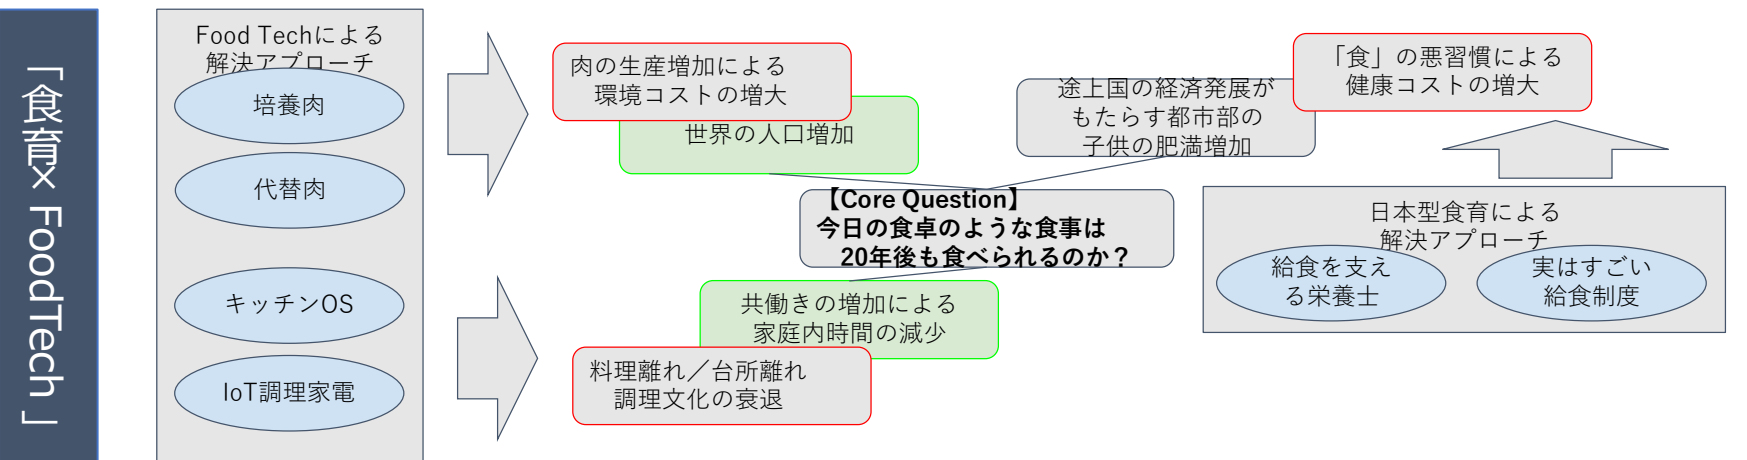 「食育× FoodTech 」
Food Techによる
解決アプローチ
培養肉
代替肉
キッチンOS
IoT調理家電
肉の生産増加による
環境コストの増大
世界の人口増加
途上国の経済発展が
もたらす都市部の
子供の肥満増加
「食」の悪習慣による
健康コストの増大
【Core Question】
今日の食卓のような食事は
20年後も食べられるのか？
共働きの増加による
家庭内時間の減少
料理離れ／台所離れ
調理文化の衰退
日本型食育による
解決アプローチ
給食を支え
る栄養士
実はすごい
給食制度